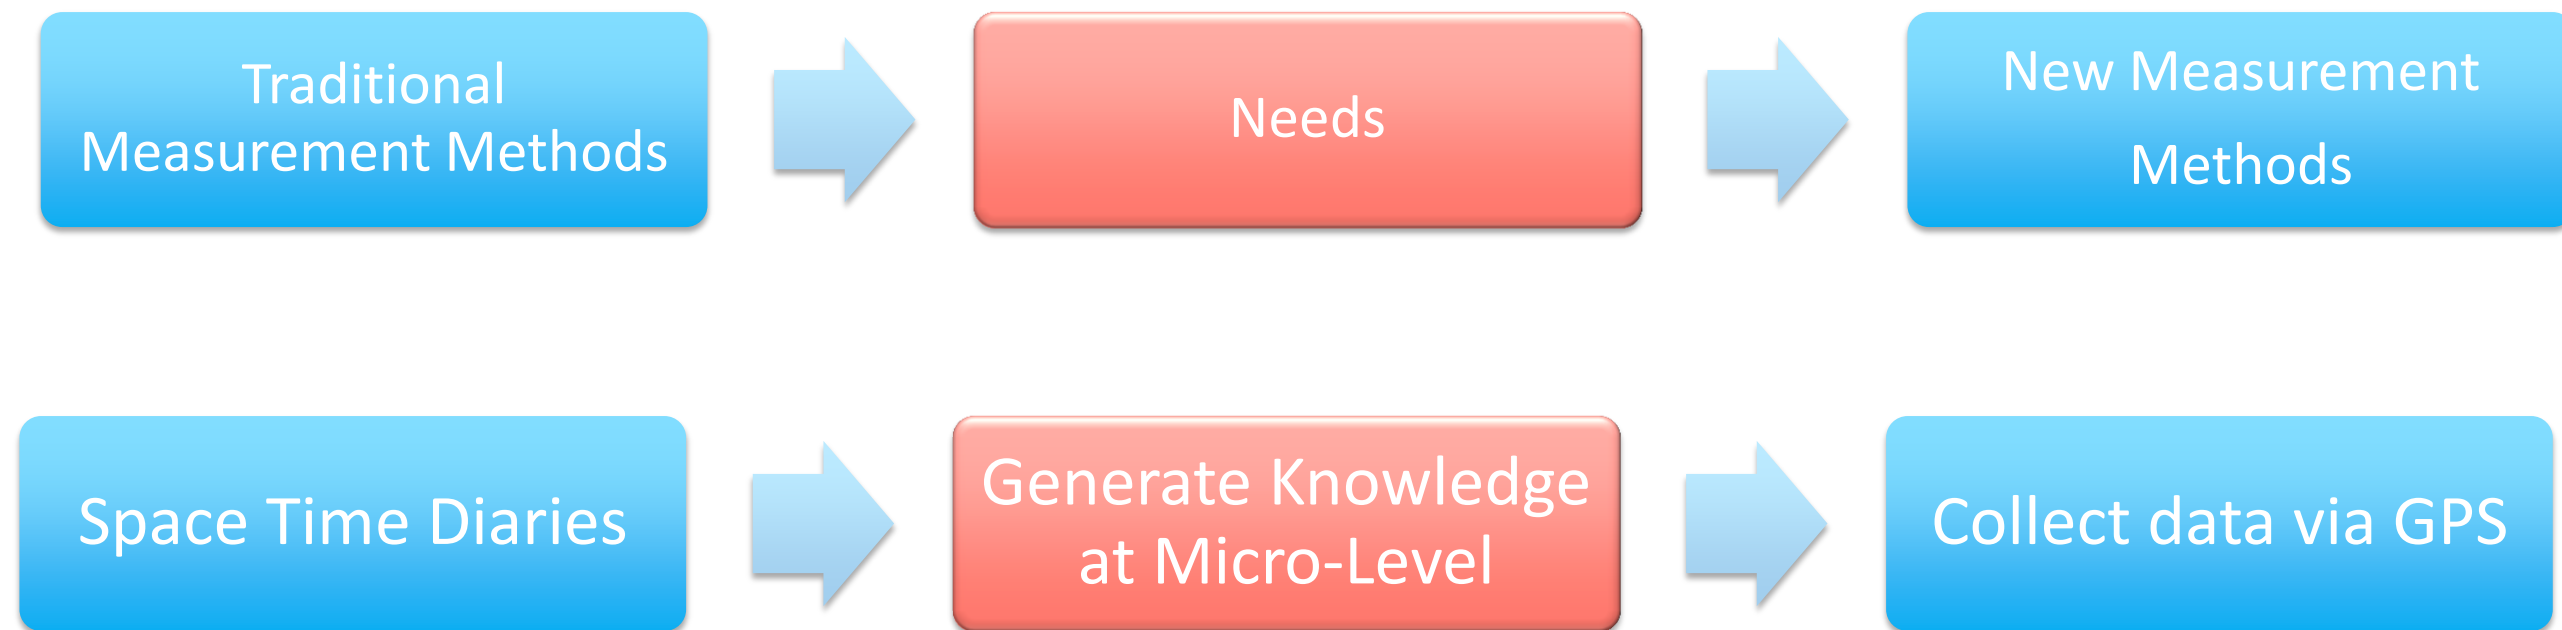 Traditional
Measurement Methods
Needs
New Measurement
Methods
Space Time Diaries
Generate Knowledge
at Micro-Level
Collect data via GPS